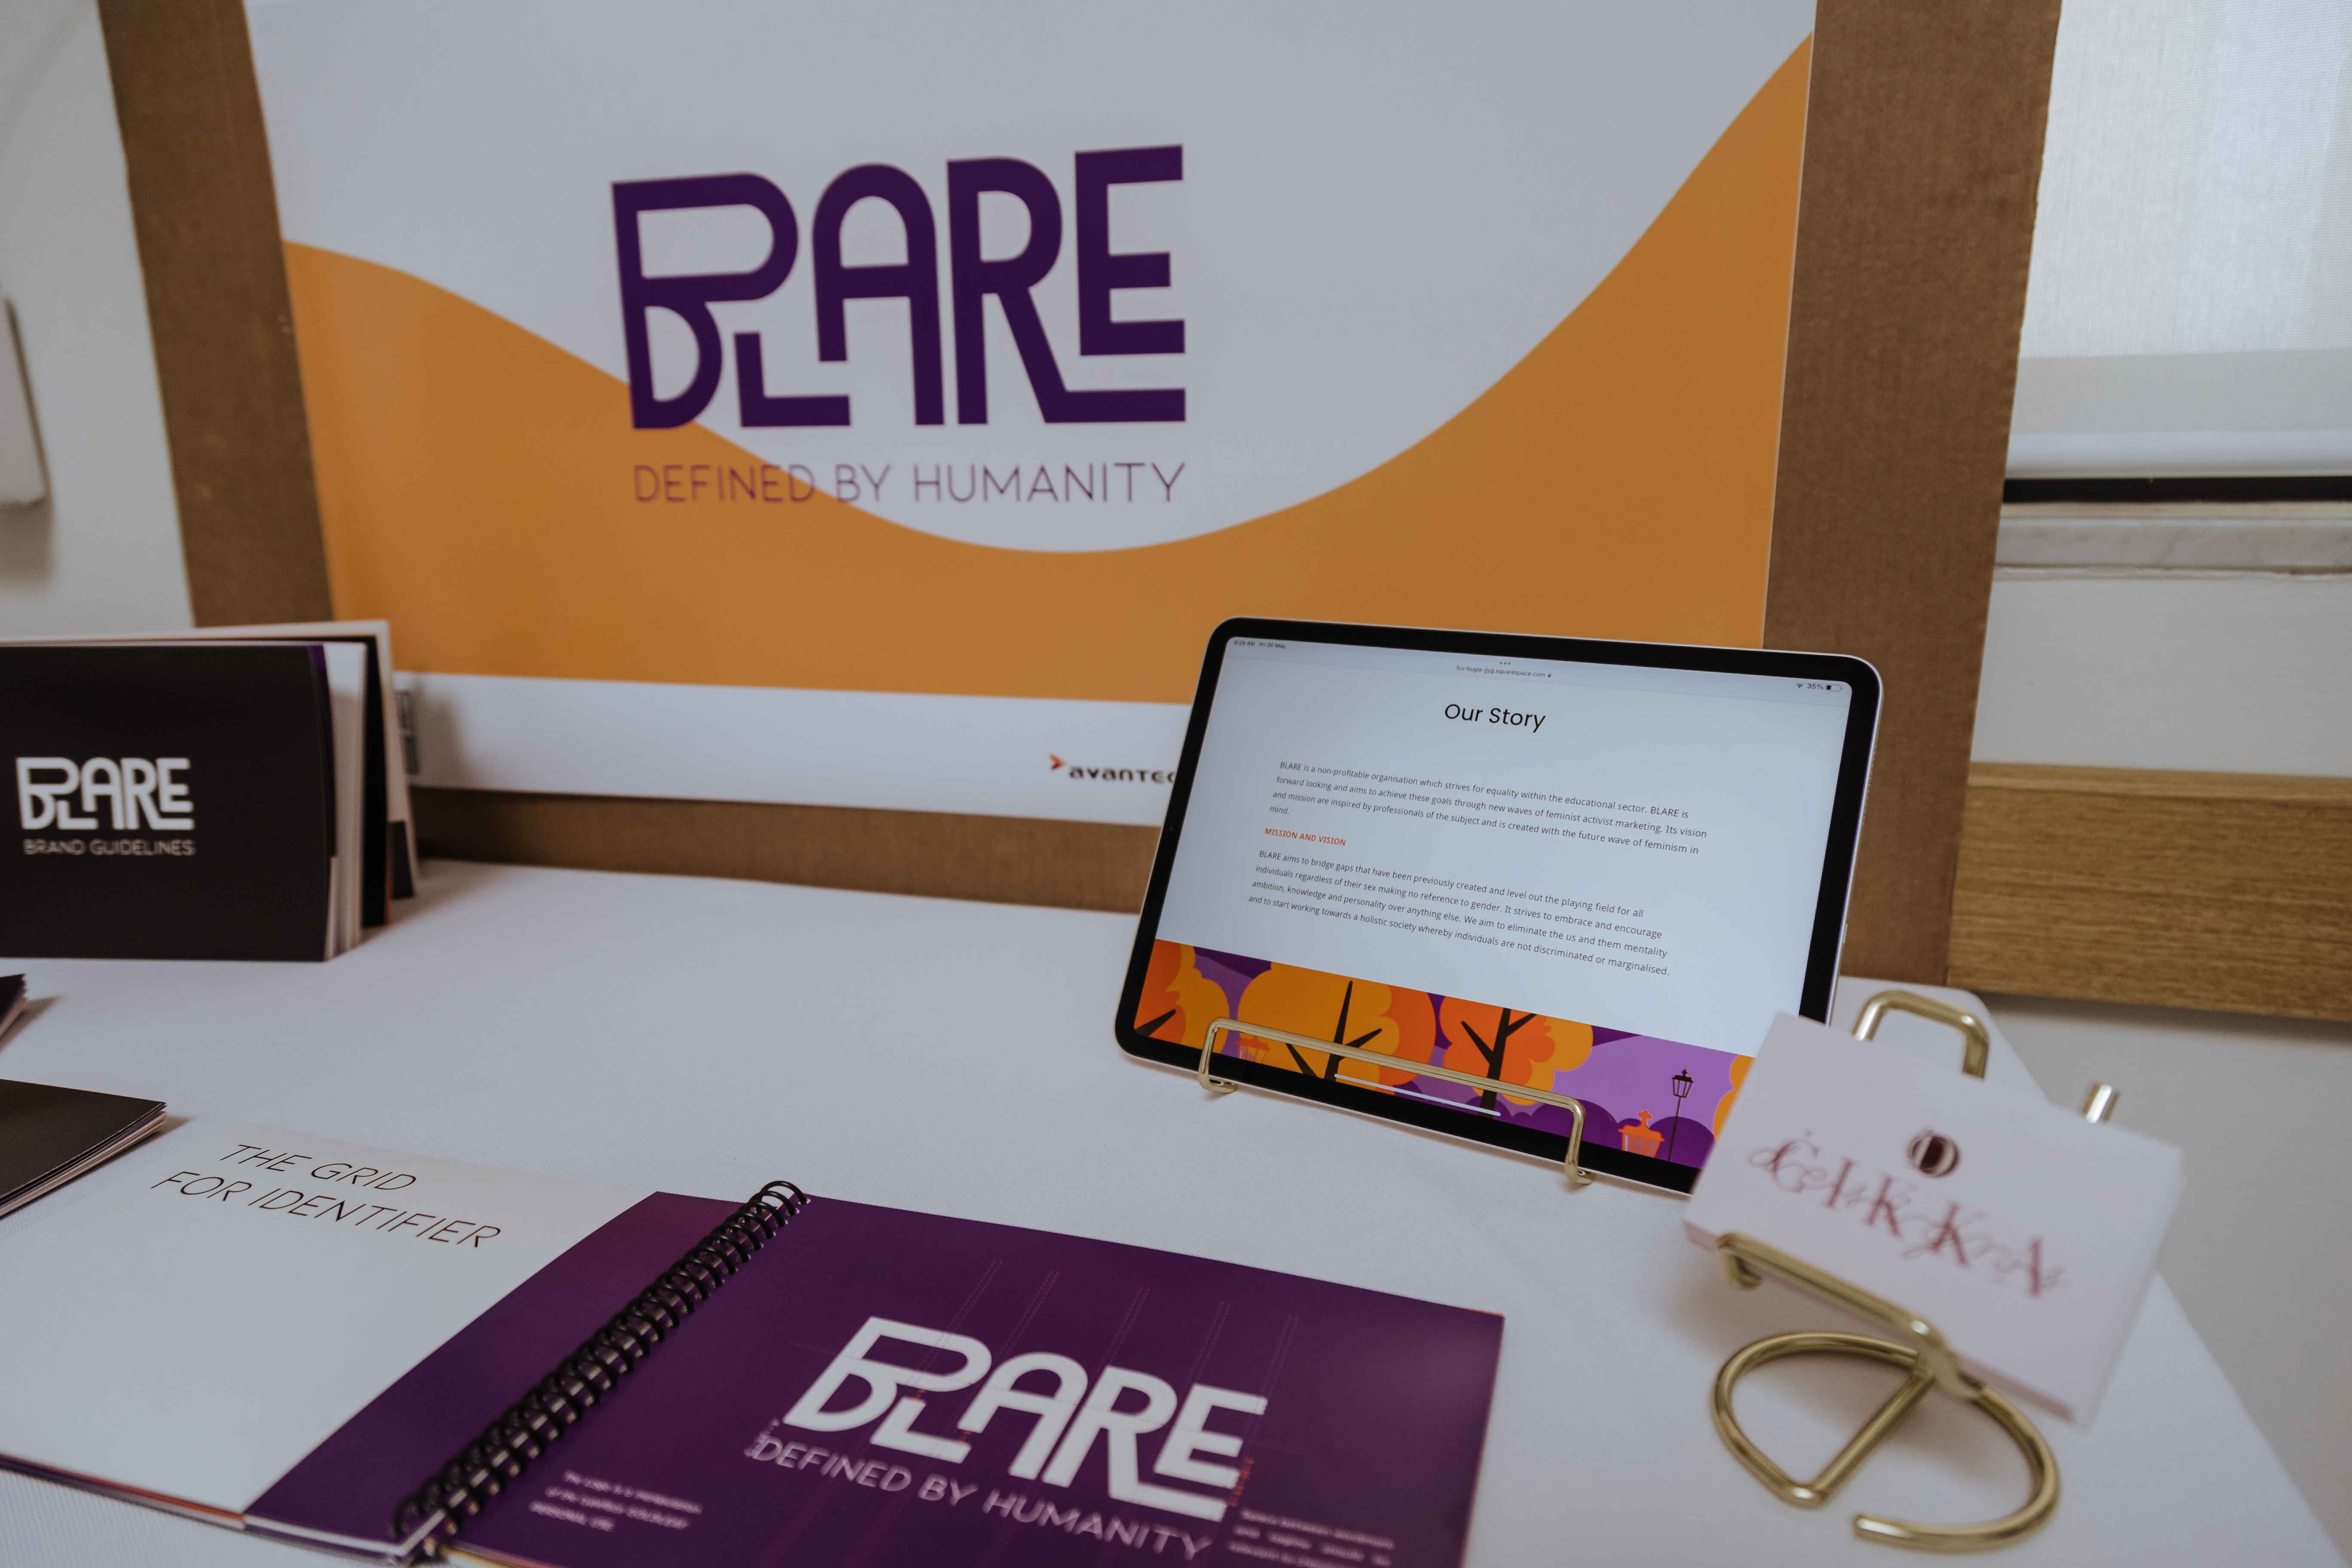 BLARE
DEFINED BY HUMANITY
avantec
BLARE
BRAND GUIDELINES
Fri 20 May
35%
Our Story
BLARE is a non-profitable organisation which strives for equality within the educational sector. BLARE is
forward looking and aims to achieve these goals through new waves of feminist activist marketing. Its vision
and mission are inspired by professionals of the subject and is created with the future wave of feminism in
mind.
MISSION AND VISION
BLARE aims to bridge gaps that have been previously created and level out the playing field for all
individuals regardless of their sex making no reference to gender. It strives to embrace and encourage
ambition, knowledge and personality over anything else. We aim to eliminate the us and them mentality
and to start working towards a holistic society whereby individuals are not discriminated or marginalised.
THE GRID
FOR IDENTIFIER
BLARE
DEFINED BY HUMANITY
PERSONAL USE